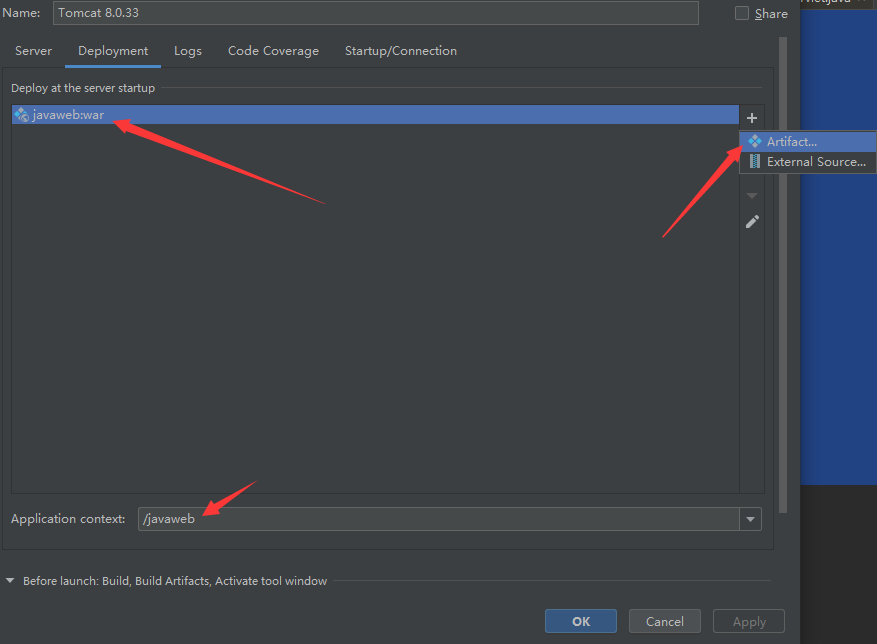 Name: Tomcat 8.0.33
Share
Server Deployment Logs Code Coverage Startup/Connection
Deploy at the server startup
javaweb:war
Artifact...
External Source...
Application context: /javaweb
Before launch: Build, Build Artifacts, Activate tool window
OK Cancel Apply